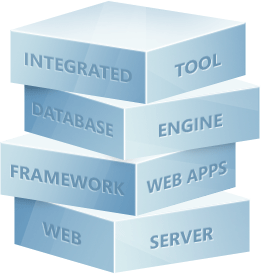 INTEGRATED TOOL
DATABASE ENGINE
FRAMEWORK WEB APPS
WEB SERVER